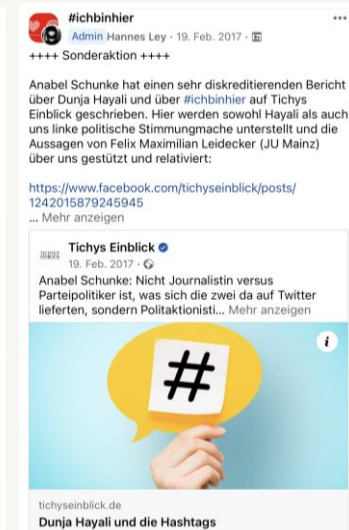 #ichbinhier
Admin Hannes Ley · 19. Feb. 2017 ·
++++ Sonderaktion ++++
Anabel Schunke hat einen sehr diskreditierenden Bericht
über Dunja Hayali und über #ichbinhier auf Tichys
Einblick geschrieben. Hier werden sowohl Hayali als auch
uns linke politische Stimmungmache unterstellt und die
Aussagen von Felix Maximilian Leidecker (JU Mainz)
über uns gestützt und relativiert:
https://www.facebook.com/tichyseinblick/posts/
1242015879245945
... Mehr anzeigen
Tichys Einblick
19. Feb. 2017 ·
Anabel Schunke: Nicht Journalistin versus
Parteipolitiker ist, was sich die zwei da auf Twitter
lieferten, sondern Politaktionisti... Mehr anzeigen
#
i
tichyseinblick.de
Dunja Hayali und die Hashtags